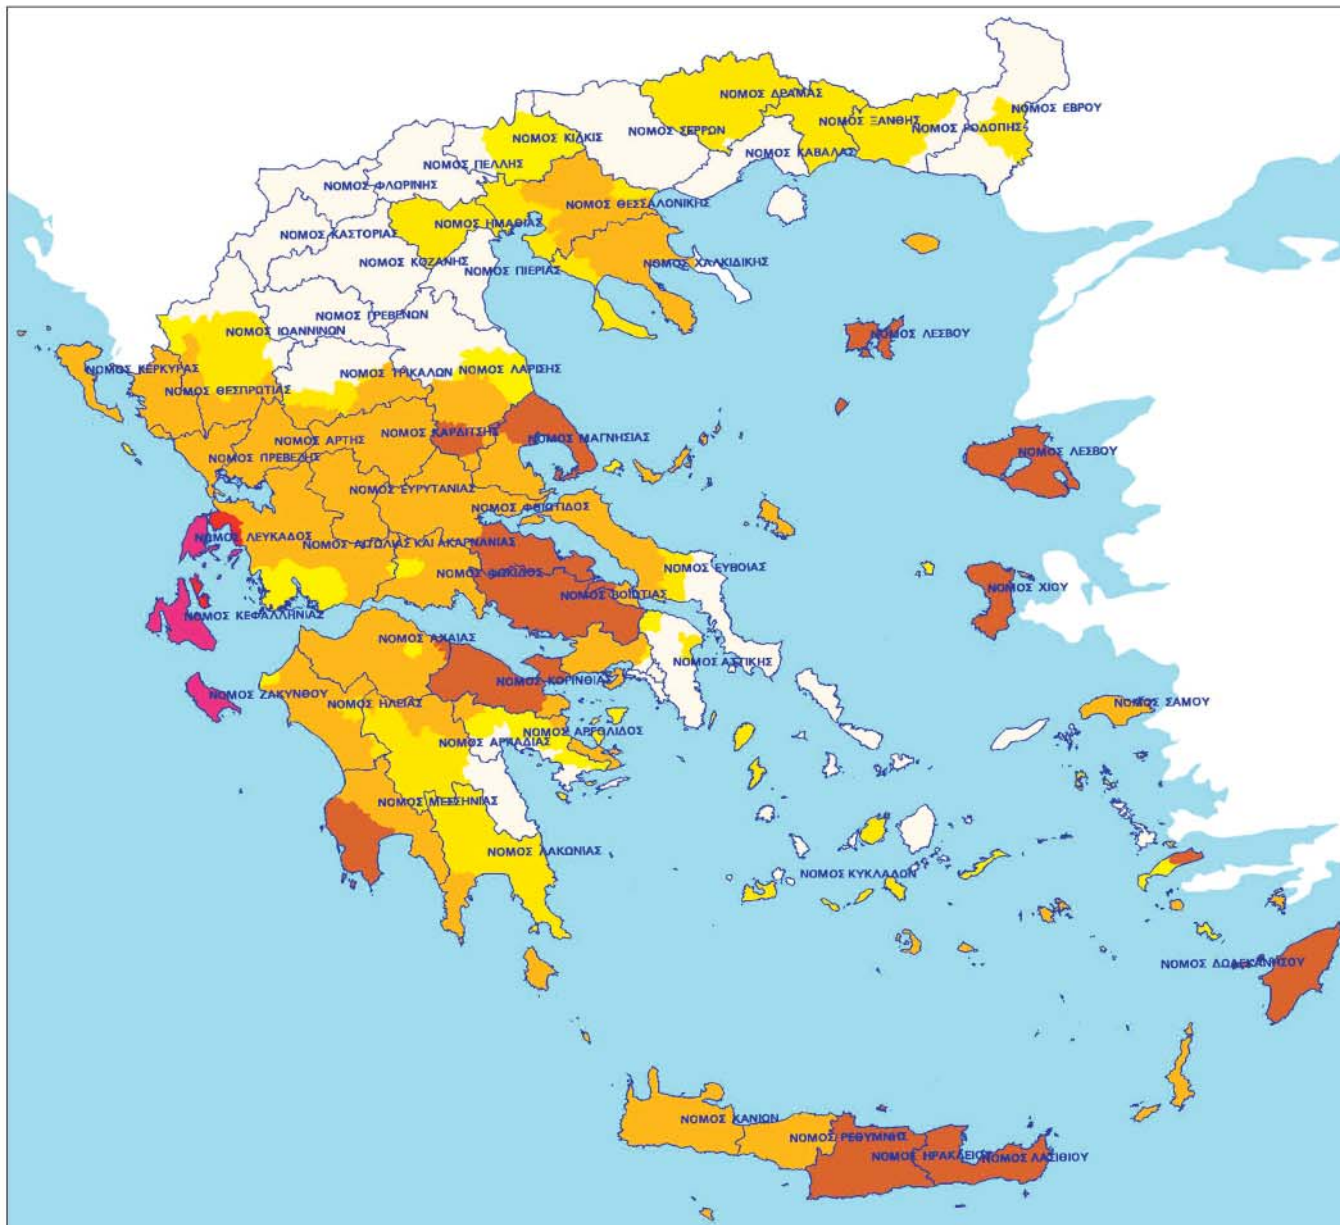 ΝΟΜΟΣ ΔΡΑΜΑΣ
ΝΟΜΟΣ ΕΒΡΟΥ
ΝΟΜΟΣ ΞΑΝΘΗΣ
ΝΟΜΟΣ ΡΟΔΟΠΗΣ
ΝΟΜΟΣ ΣΕΡΡΩΝ
ΝΟΜΟΣ ΚΙΛΚΙΣ
ΝΟΜΟΣ ΚΑΒΑΛΑΣ
ΝΟΜΟΣ ΠΕΛΛΗΣ
ΝΟΜΟΣ ΦΛΩΡΙΝΗΣ
ΝΟΜΟΣ ΘΕΣΣΑΛΟΝΙΚΗΣ
ΝΟΜΟΣ ΗΜΑΘΙΑΣ
ΝΟΜΟΣ ΚΑΣΤΟΡΙΑΣ
ΝΟΜΟΣ ΚΟΖΑΝΗΣ
ΝΟΜΟΣ ΧΑΛΚΙΔΙΚΗΣ
ΝΟΜΟΣ ΠΙΕΡΙΑΣ
ΝΟΜΟΣ ΓΡΕΒΕΝΩΝ
ΝΟΜΟΣ ΙΩΑΝΝΙΝΩΝ
ΝΟΜΟΣ ΛΕΣΒΟΥ
ΝΟΜΟΣ ΚΕΡΚΥΡΑΣ
ΝΟΜΟΣ ΤΡΙΚΑΛΩΝ
ΝΟΜΟΣ ΛΑΡΙΣΗΣ
ΝΟΜΟΣ ΘΕΣΠΡΩΤΙΑΣ
ΝΟΜΟΣ ΚΑΡΔΙΤΣΗΣ
ΝΟΜΟΣ ΑΡΤΗΣ
ΝΟΜΟΣ ΜΑΓΝΗΣΙΑΣ
ΝΟΜΟΣ ΛΕΣΒΟΥ
ΝΟΜΟΣ ΠΡΕΒΕΖΗΣ
ΝΟΜΟΣ ΕΥΡΥΤΑΝΙΑΣ
ΝΟΜΟΣ ΦΘΙΩΤΙΔΟΣ
ΝΟΜΟΣ ΛΕΥΚΑΔΟΣ
ΝΟΜΟΣ ΑΙΤΩΛΙΑΣ ΚΑΙ ΑΚΑΡΝΑΝΙΑΣ
ΝΟΜΟΣ ΕΥΒΟΙΑΣ
ΝΟΜΟΣ ΦΩΚΙΔΟΣ
ΝΟΜΟΣ ΧΙΟΥ
ΝΟΜΟΣ ΒΟΙΩΤΙΑΣ
ΝΟΜΟΣ ΚΕΦΑΛΛΗΝΙΑΣ
ΝΟΜΟΣ ΑΧΑΙΑΣ
ΝΟΜΟΣ ΑΤΤΙΚΗΣ
ΝΟΜΟΣ ΚΟΡΙΝΘΙΑΣ
ΝΟΜΟΣ ΖΑΚΥΝΘΟΥ
ΝΟΜΟΣ ΗΛΕΙΑΣ
ΝΟΜΟΣ ΣΑΜΟΥ
ΝΟΜΟΣ ΑΡΓΟΛΙΔΟΣ
ΝΟΜΟΣ ΑΡΚΑΔΙΑΣ
ΝΟΜΟΣ ΜΕΣΣΗΝΙΑΣ
ΝΟΜΟΣ ΛΑΚΩΝΙΑΣ
ΝΟΜΟΣ ΚΥΚΛΑΔΩΝ
ΝΟΜΟΣ ΔΩΔΕΚΑΝΗΣΟΥ
ΝΟΜΟΣ ΧΑΝΙΩΝ
ΝΟΜΟΣ ΡΕΘΥΜΝΗΣ
ΝΟΜΟΣ ΗΡΑΚΛΕΙΟΥ
ΝΟΜΟΣ ΛΑΣΙΘΙΟΥ